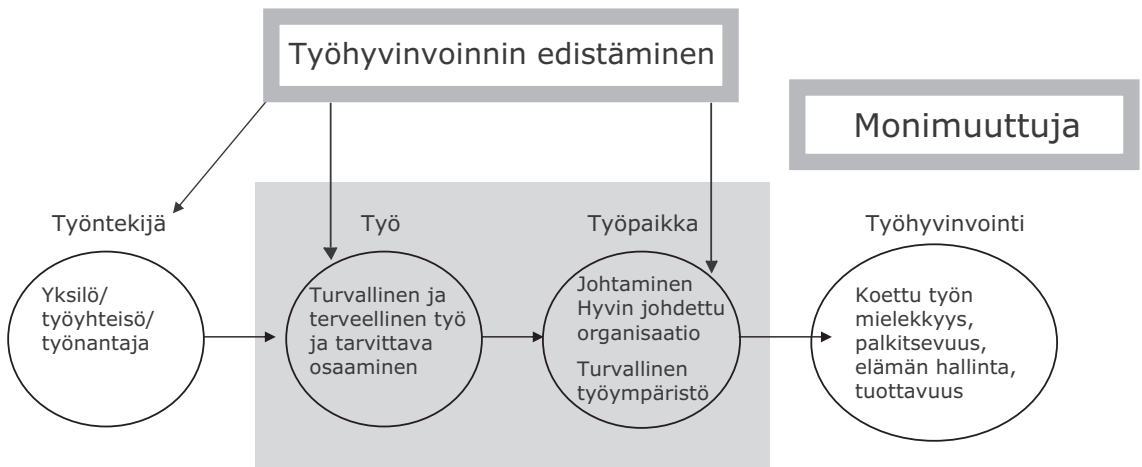 Työhyvinvoinnin edistäminen
Monimuuttuja
Työntekijä
Yksilö/
työyhteisö/
työnantaja
Työ
Turvallinen ja
terveellinen työ
ja tarvittava
osaaminen
Työpaikka
Johtaminen
Hyvin johdettu
organisaatio
Turvallinen
työympäristö
Työhyvinvointi
Koettu työn
mielekkyys,
palkitsevuus,
elämän hallinta,
tuottavuus